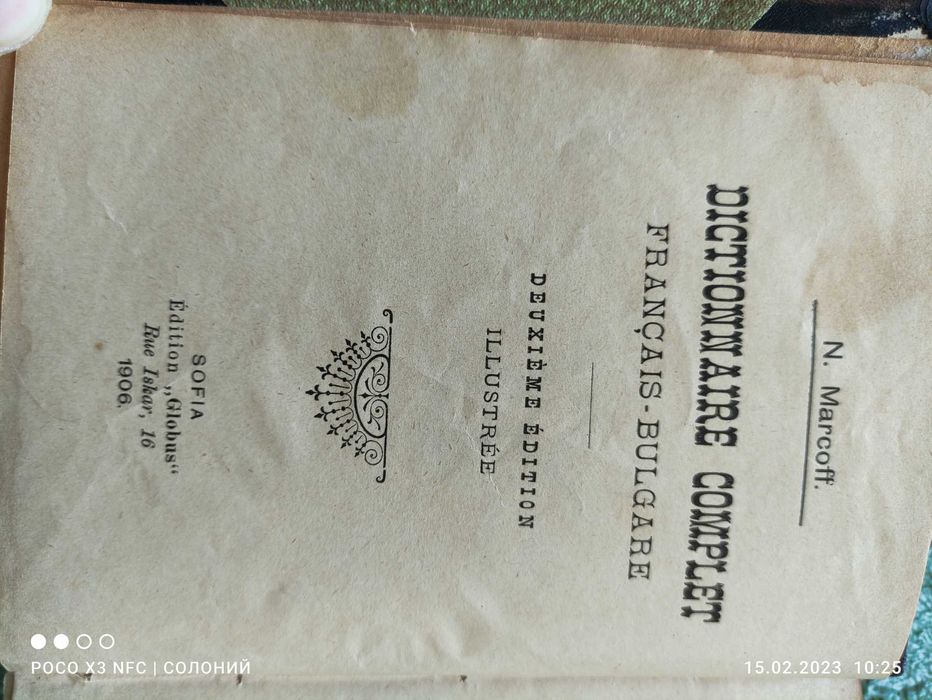 N. Marcoff.
DICTIONNAIRE COMPLET
FRANÇAIS-BULGARE
DEUXIÈME ÉDITION
ILLUSTRÉE
SOFIA
Édition „Globus“
Rue Iskar, 16
1906.
POCO X3 NFC | СОЛОНИЙ
15.02.2023 10:25